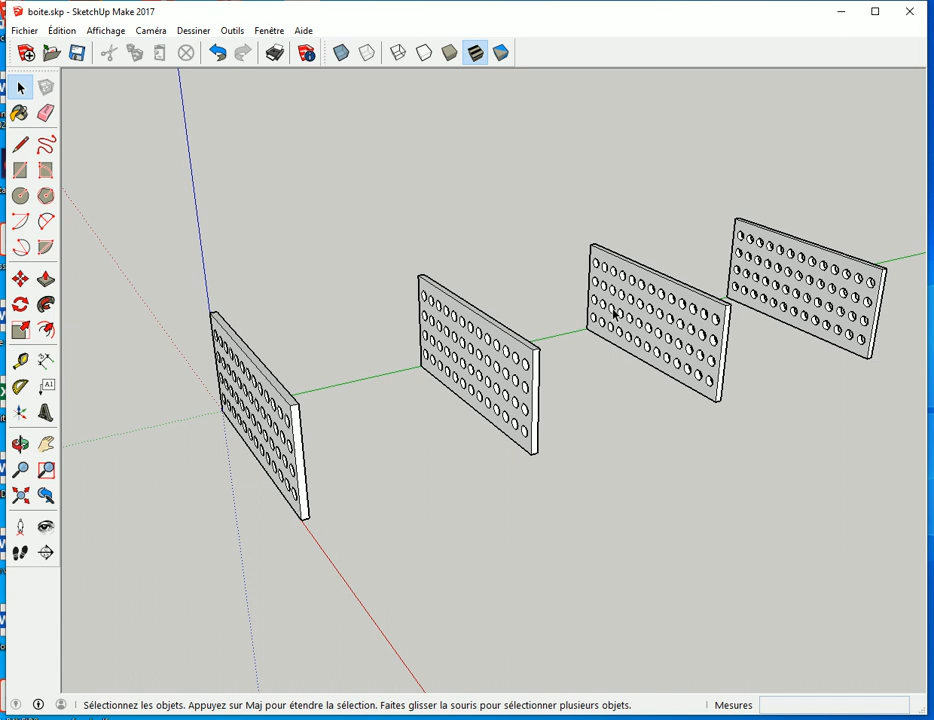 boite.skp - SketchUp Make 2017
Fichier Édition Affichage Caméra Dessiner Outils Fenêtre Aide
A1
Sélectionnez les objets. Appuyez sur Maj pour étendre la sélection. Faites glisser la souris pour sélectionner plusieurs objets.
Mesures